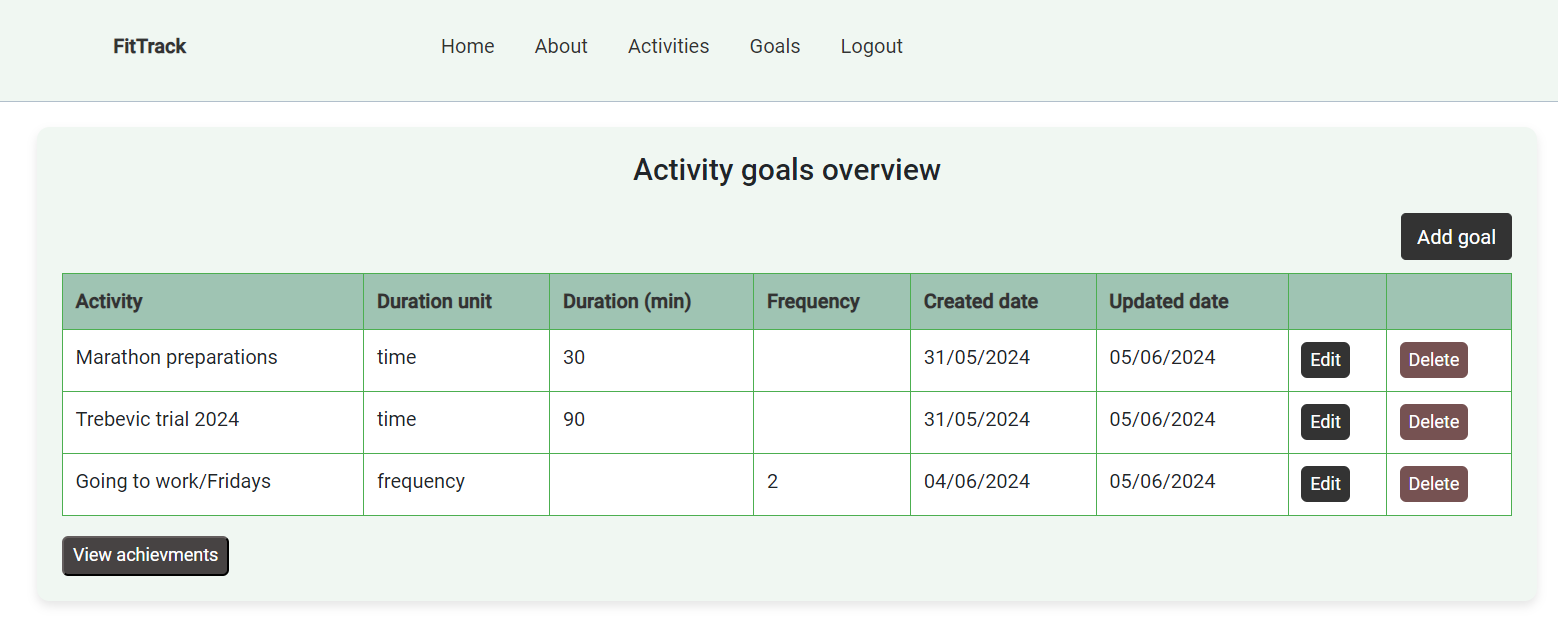 FitTrack Home About Activities Goals Logout
Activity goals overview
Add goal
Activity Duration unit Duration (min) Frequency Created date Updated date
Marathon preparations time 30 31/05/2024 05/06/2024 Edit Delete
Trebevic trial 2024 time 90 31/05/2024 05/06/2024 Edit Delete
Going to work/Fridays frequency 2 04/06/2024 05/06/2024 Edit Delete
View achievments